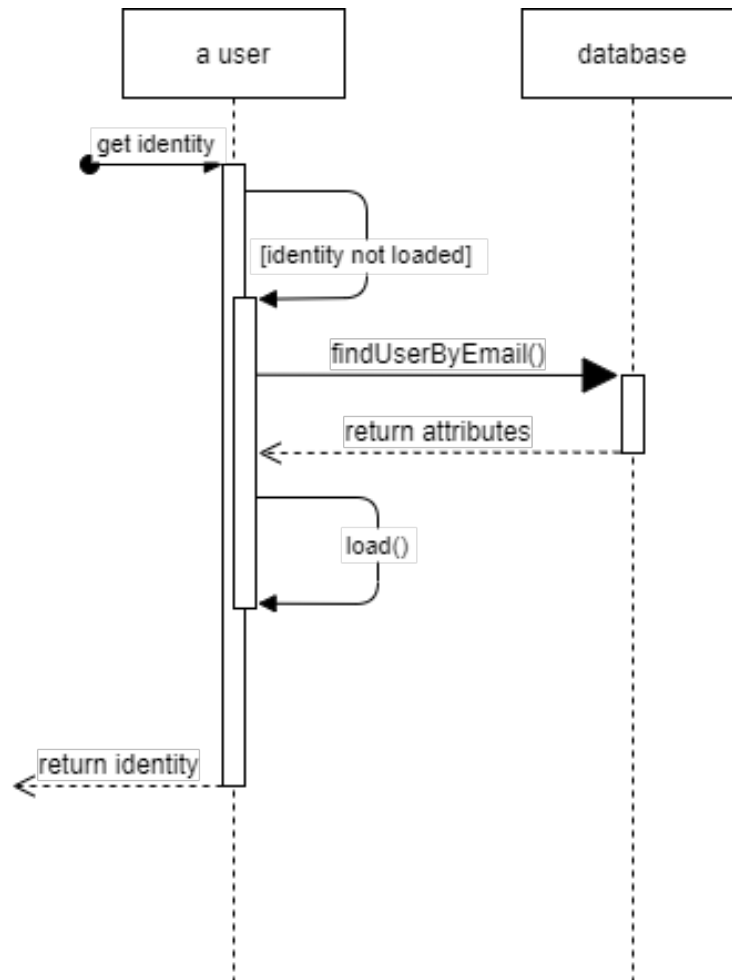 a user
database
get identity
[identity not loaded]
findUserByEmail()
return attributes
load()
return identity